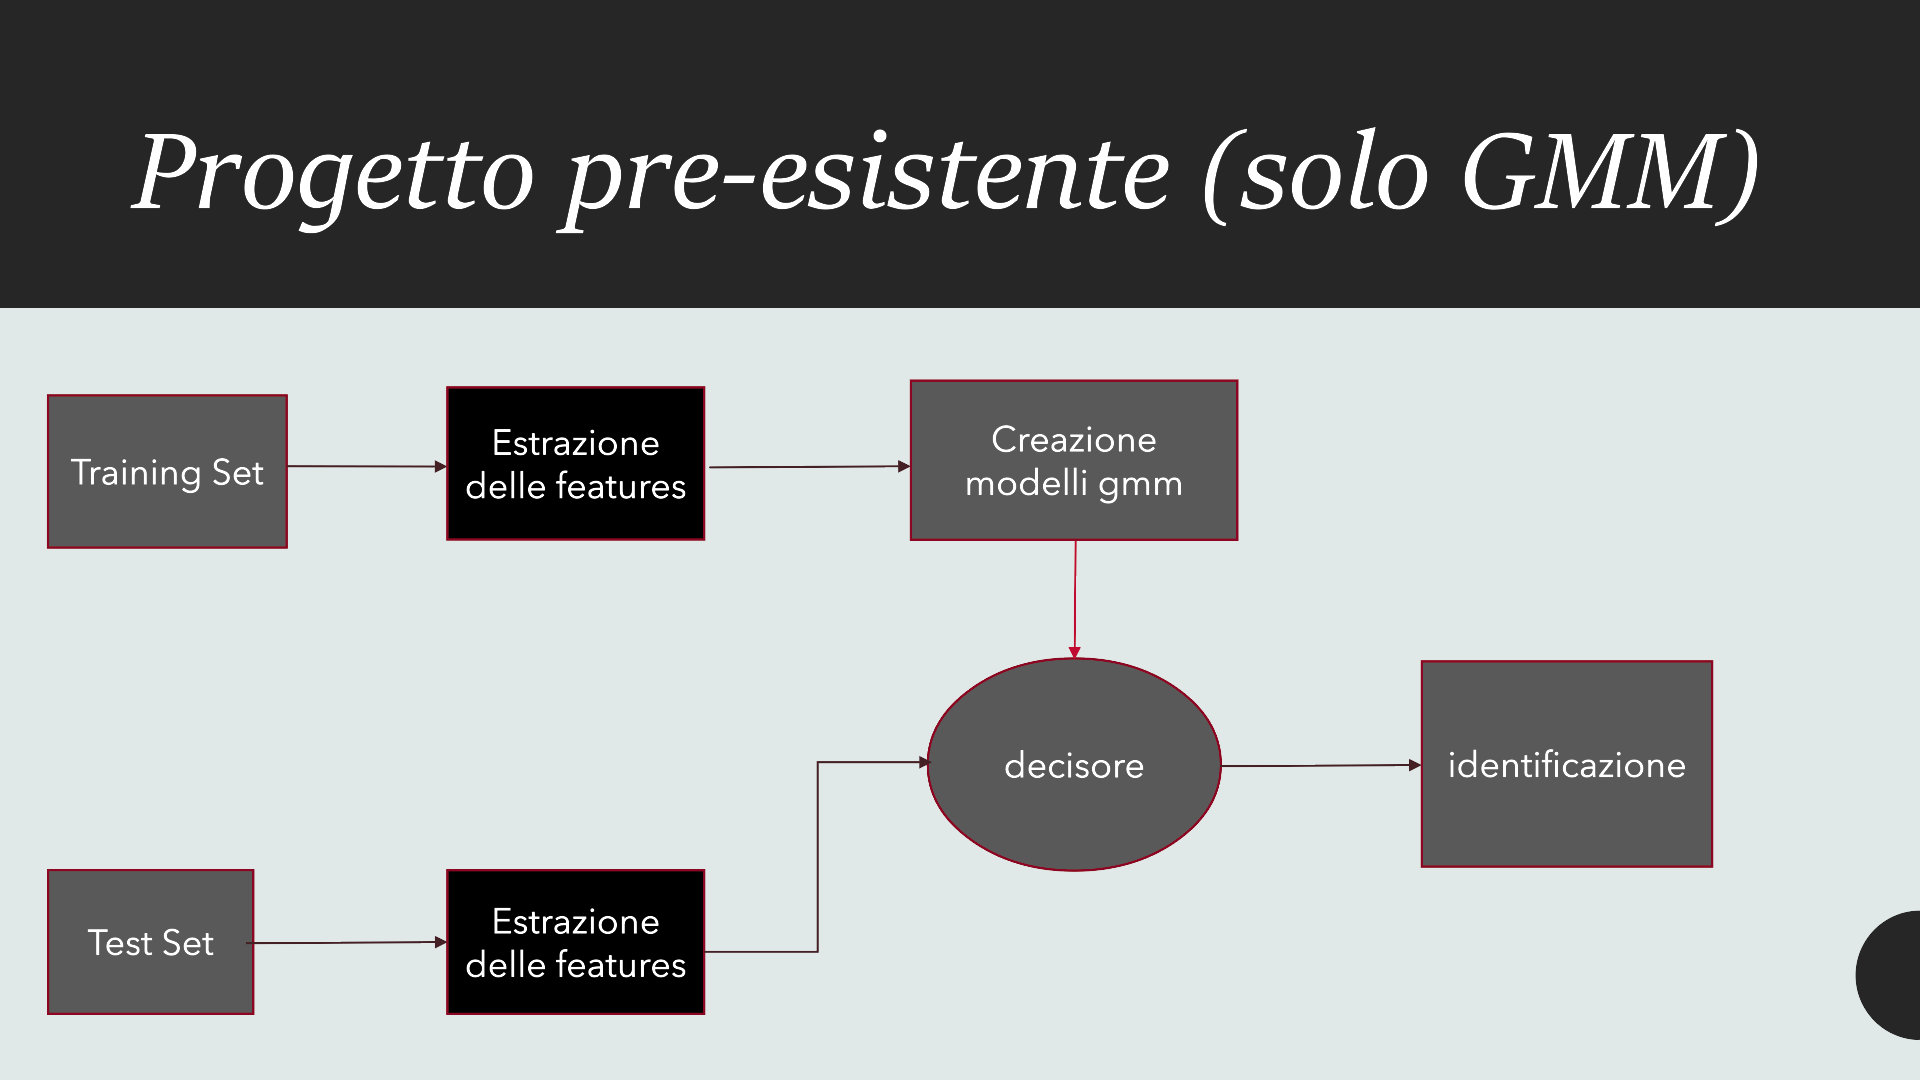 Progetto pre-esistente (solo GMM)
Training Set
Estrazione
delle features
Creazione
modelli gmm
decisore
identificazione
Test Set
Estrazione
delle features